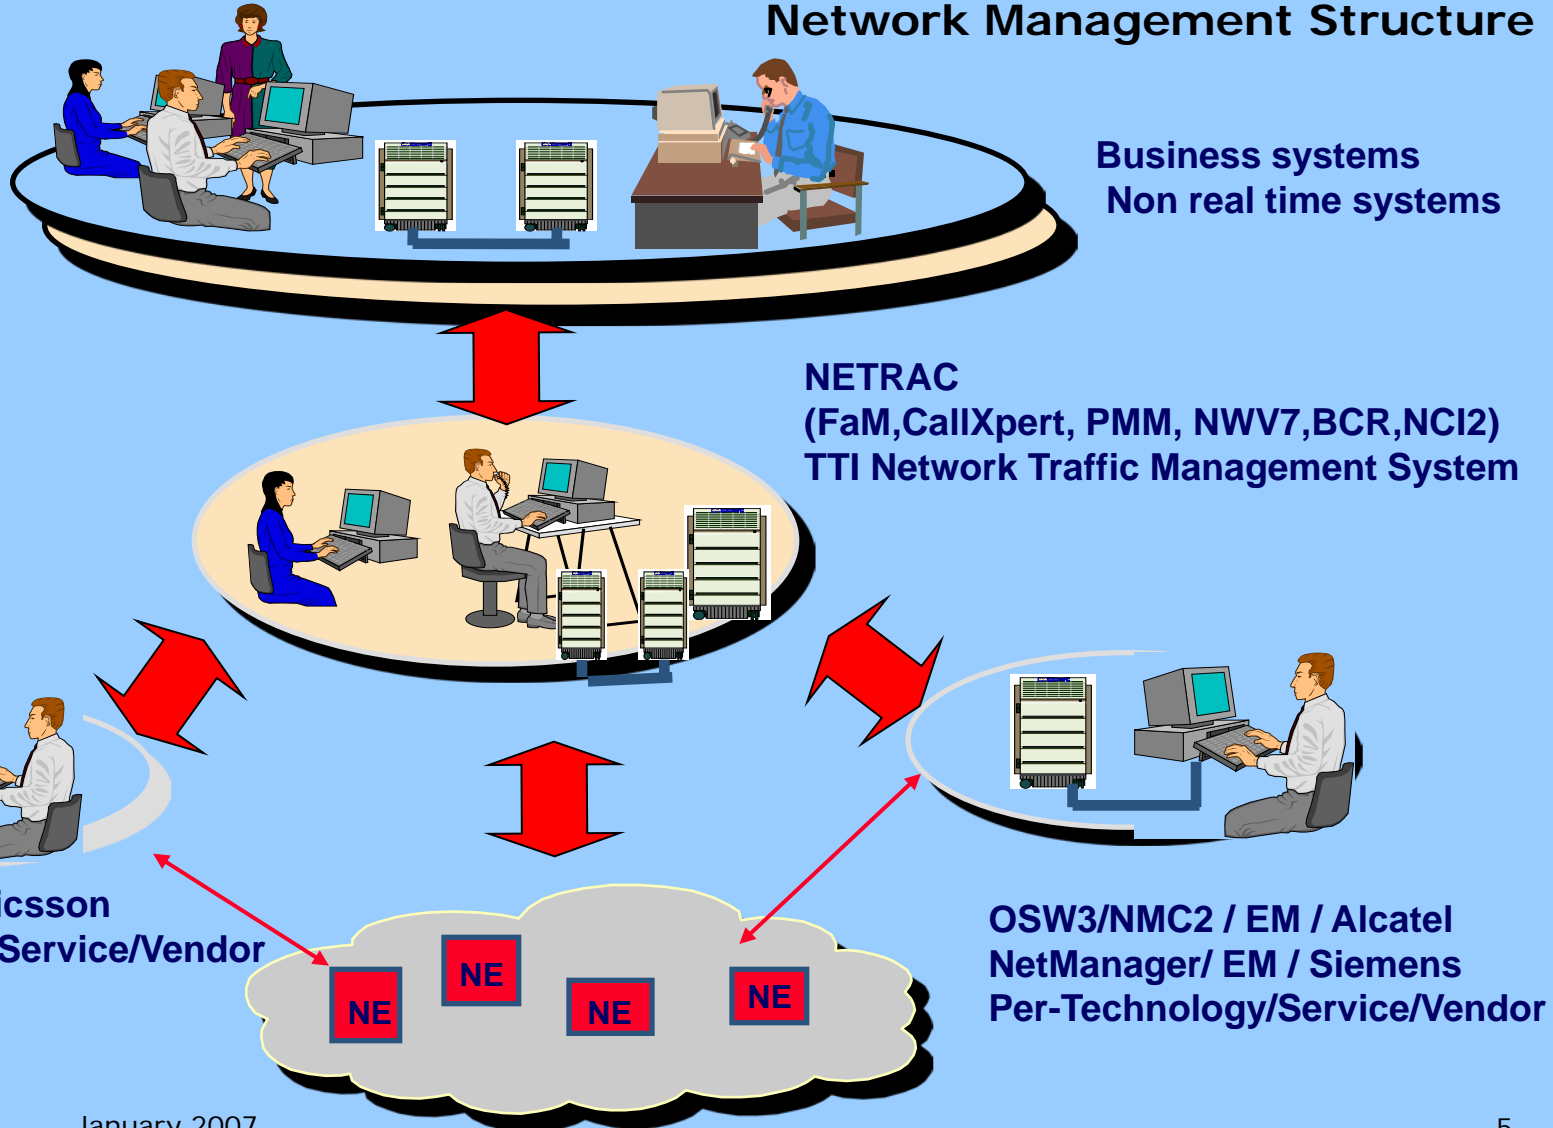 Network Management Structure
Business systems
Non real time systems
NETRAC
(FaM,CallXpert, PMM, NWV7,BCR,NCI2)
TTI Network Traffic Management System
icsson
Service/Vendor
OSW3/NMC2 / EM / Alcatel
NetManager/ EM / Siemens
Per-Technology/Service/Vendor
NE
NE
NE
NE
January 2007
5